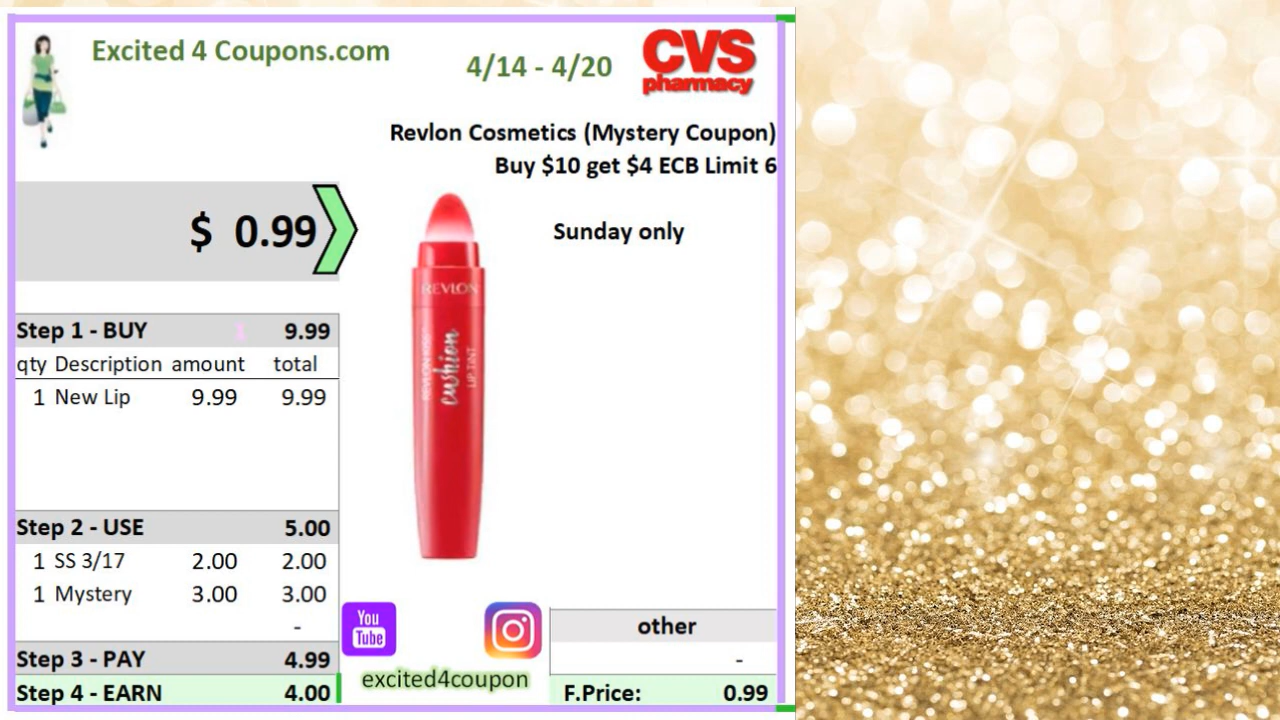 Excited 4 Coupons.com
4/14 - 4/20
CVS
pharmacy
Revlon Cosmetics (Mystery Coupon)
Buy $10 get $4 ECB Limit 6
$ 0.99
Sunday only
REVLON
REVLON KISS
cushion
LIP TINT
Step 1 - BUY 1 9.99
qty Description amount total
1 New Lip 9.99 9.99
Step 2 - USE 5.00
1 SS 3/17 2.00 2.00
1 Mystery 3.00 3.00
-
Step 3 - PAY 4.99
Step 4 - EARN 4.00
You
Tube
excited4coupon
other
-
F.Price: 0.99